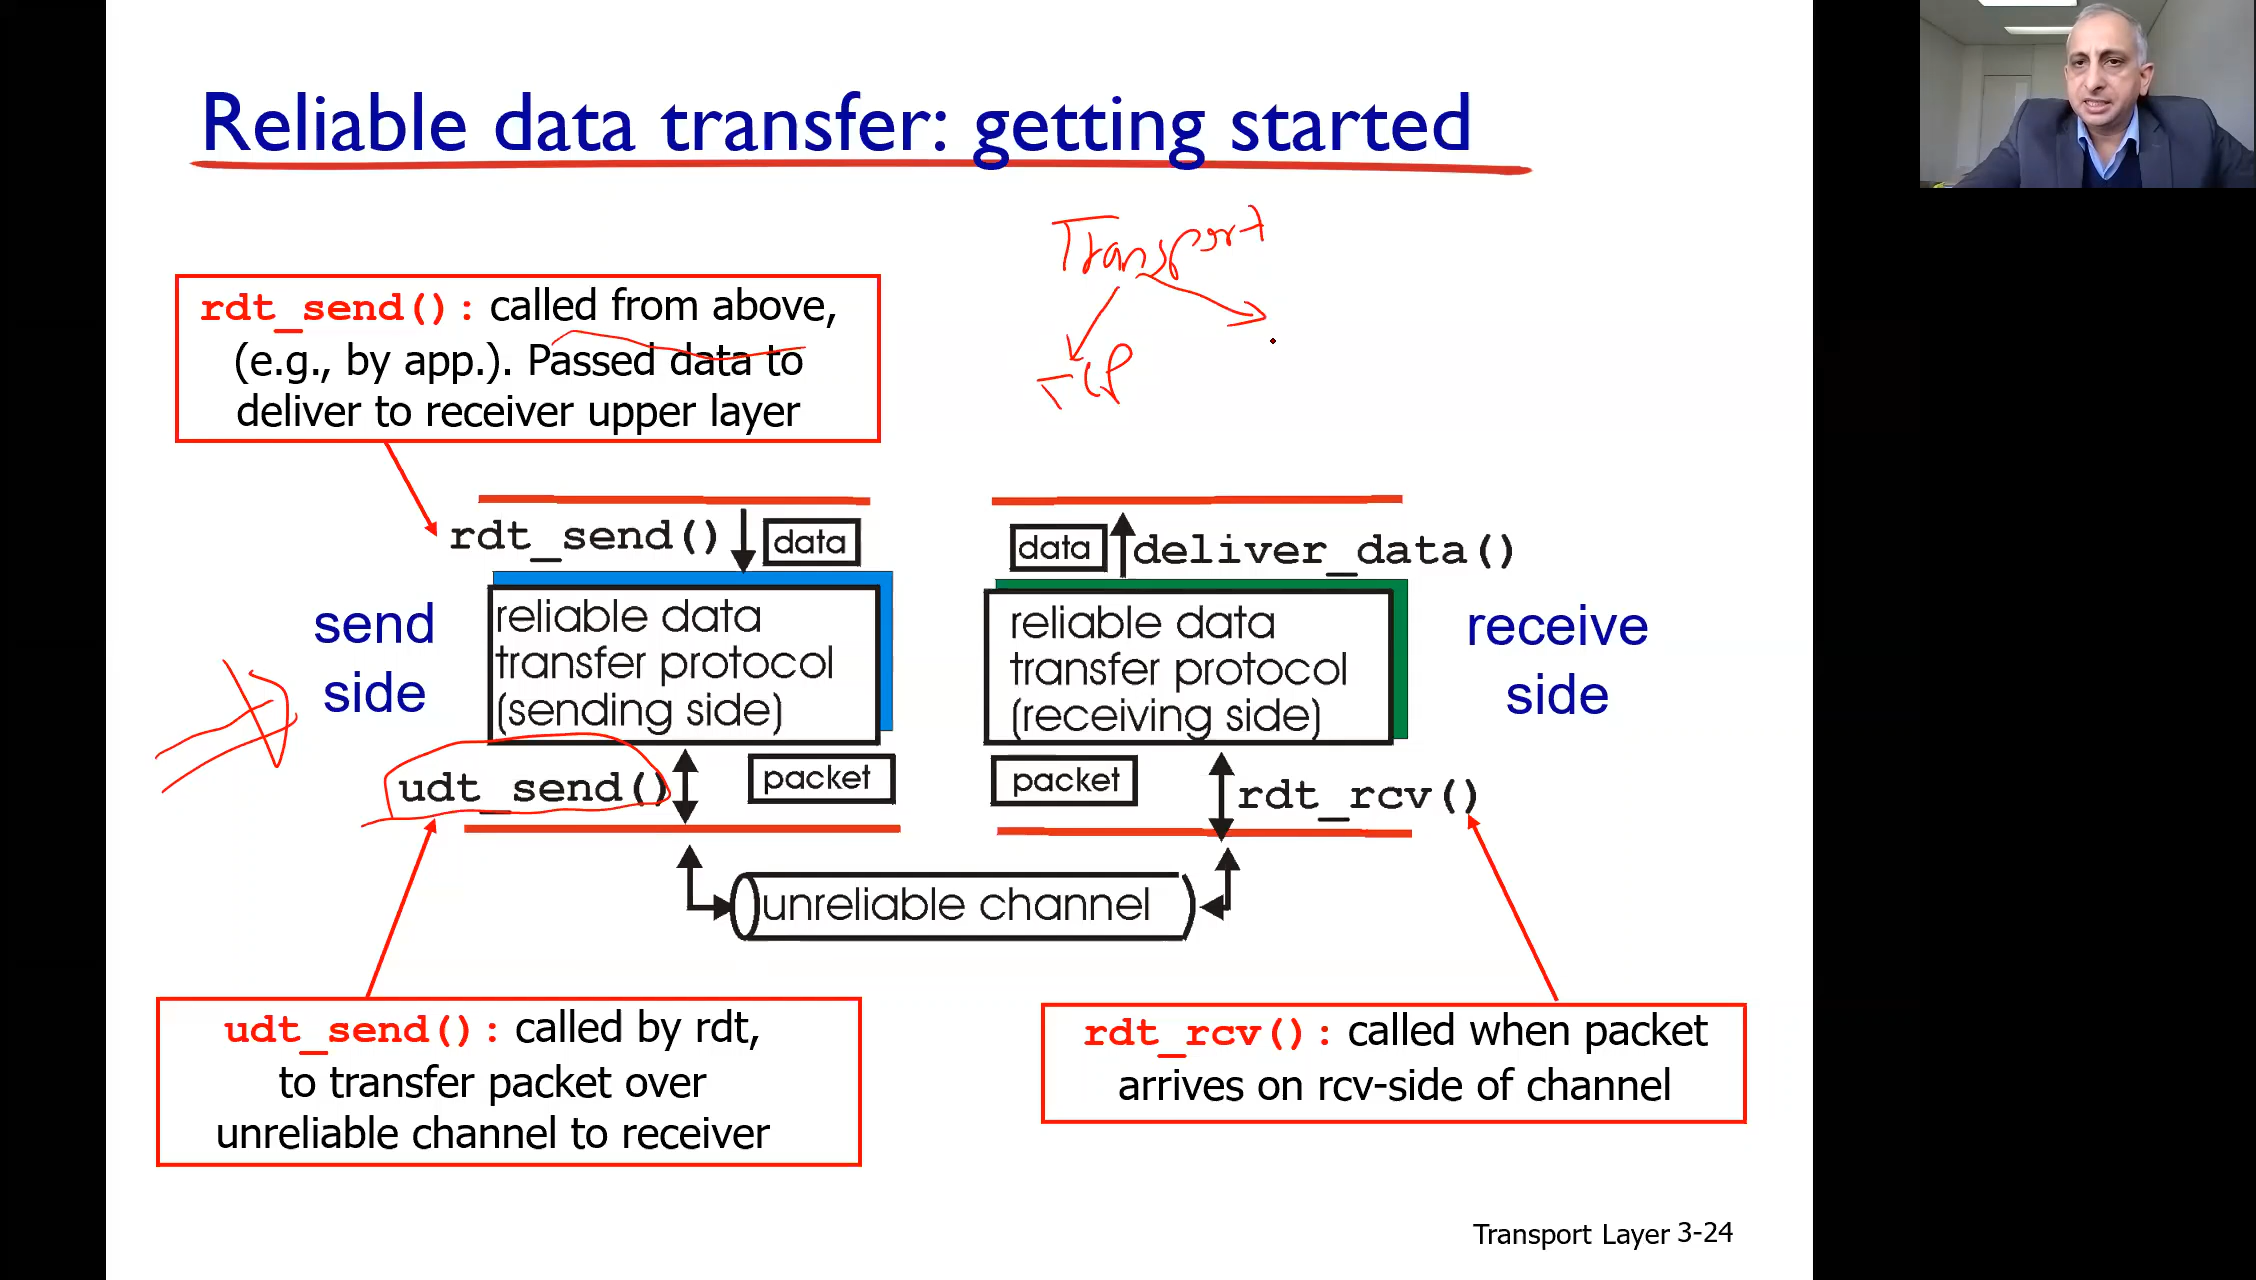 Reliable data transfer: getting started
Transport
TCP
rdt_send(): called from above,
(e.g., by app.). Passed data to
deliver to receiver upper layer
rdt_send()
data
data
deliver_data()
send
side
reliable data
transfer protocol
(sending side)
reliable data
transfer protocol
(receiving side)
receive
side
udt_send()
packet
packet
rdt_rcv()
unreliable channel
udt_send(): called by rdt,
to transfer packet over
unreliable channel to receiver
rdt_rcv(): called when packet
arrives on rcv-side of channel
Transport Layer 3-24